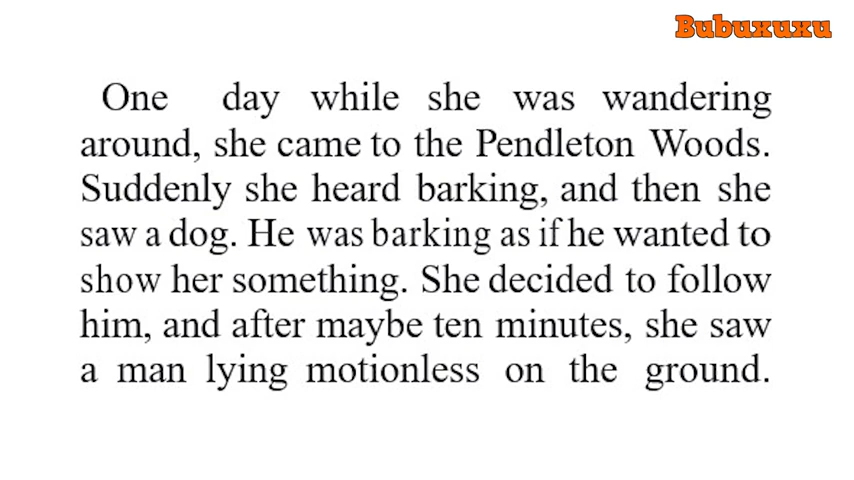 Bubuxuxu
One day while she was wandering
around, she came to the Pendleton Woods.
Suddenly she heard barking, and then she
saw a dog. He was barking as if he wanted to
show her something. She decided to follow
him, and after maybe ten minutes, she saw
a man lying motionless on the ground.